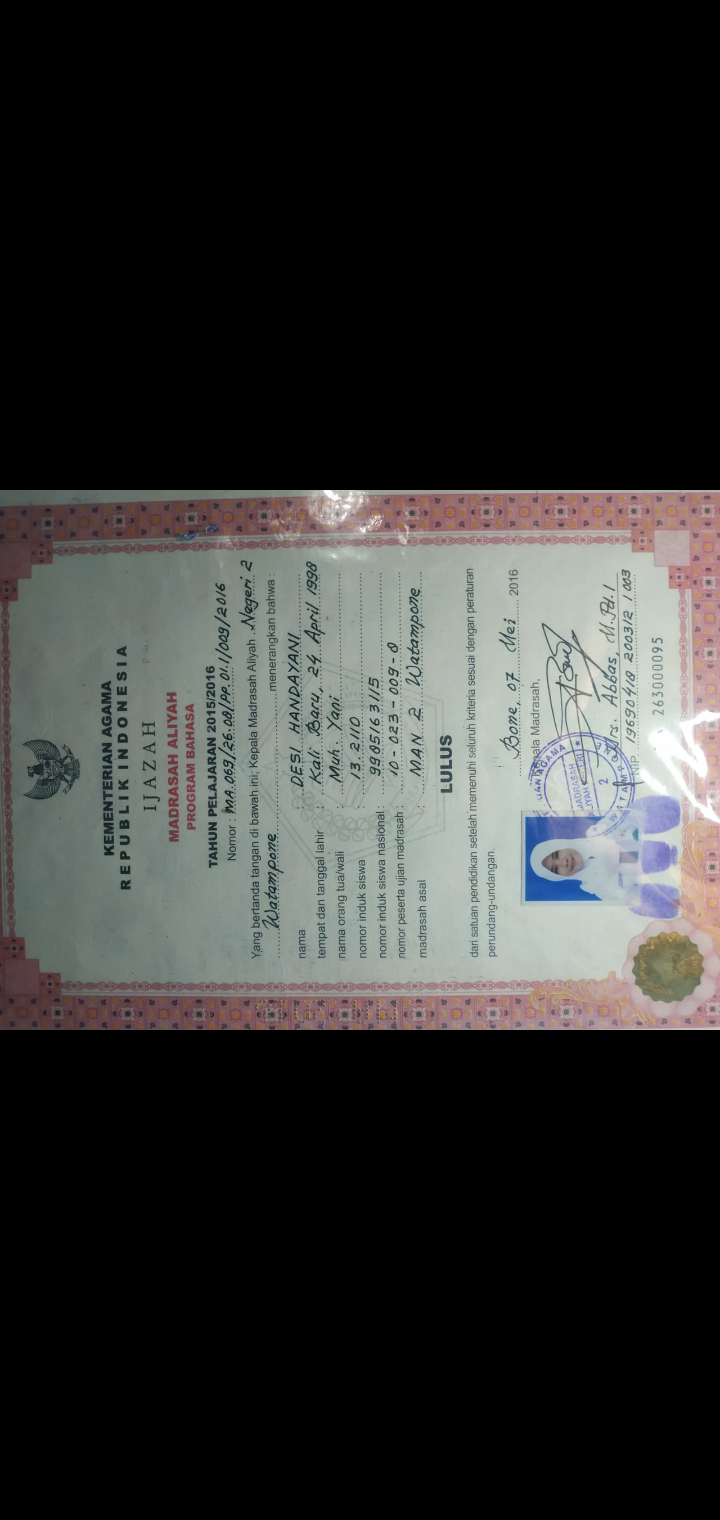 KEMENTERIAN AGAMA
REPUBLIK INDONESIA
IJAZAH
MADRASAH ALIYAH
PROGRAM BAHASA
TAHUN PELAJARAN 2015/2016
Nomor : MA.069/26.08/PP.01.1/009/2016
Yang bertanda tangan di bawah ini, Kepala Madrasah Aliyah Negeri 2
Watampone menerangkan bahwa :
nama : DESI HANDAYANI
tempat dan tanggal lahir : Kali Baru, 24 April 1998
nama orang tua/wali : Muh. Yani
nomor induk siswa : 13.2110
nomor induk siswa nasional : 9985163115
nomor peserta ujian madrasah : 10-023-009-8
madrasah asal : MAN 2 Watampone
LULUS
dari satuan pendidikan setelah memenuhi seluruh kriteria sesuai dengan peraturan
perundang-undangan.
Bone, 07 Mei 2016
Kepala Madrasah,
AGAMA
MADRASAH
ALIYAH
2
Drs. Abbas, M.Pd.I
NIP. 19690418 200312 1 003
263000095